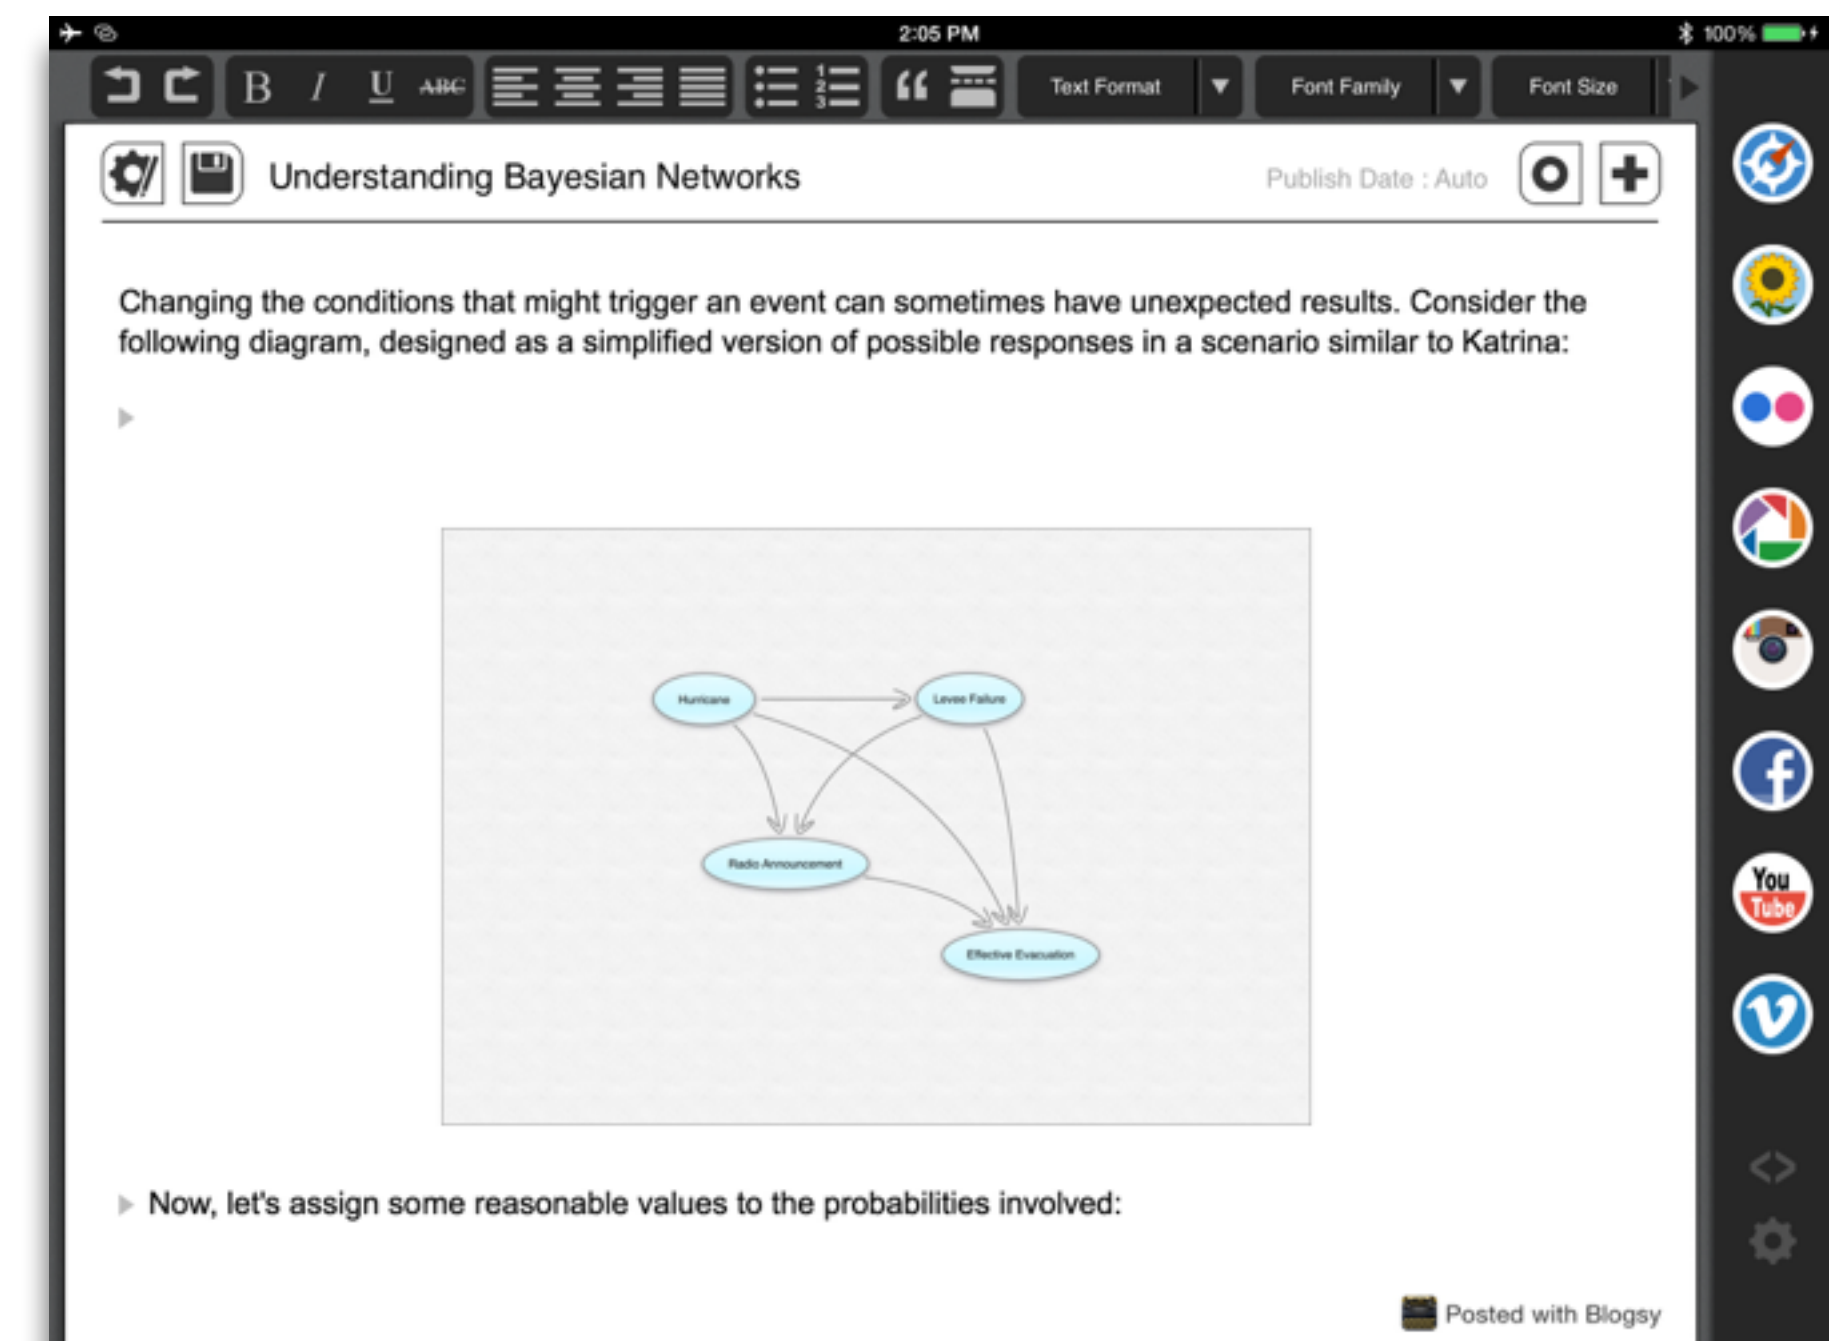 2:05 PM
100%
B I U ABC
1
2
3
Text Format
Font Family
Font Size
Understanding Bayesian Networks
Publish Date : Auto
Changing the conditions that might trigger an event can sometimes have unexpected results. Consider the
following diagram, designed as a simplified version of possible responses in a scenario similar to Katrina:
Hurricane
Levee Failure
Radio Announcement
Effective Evacuation
You
Tube
Now, let's assign some reasonable values to the probabilities involved:
Posted with Blogsy